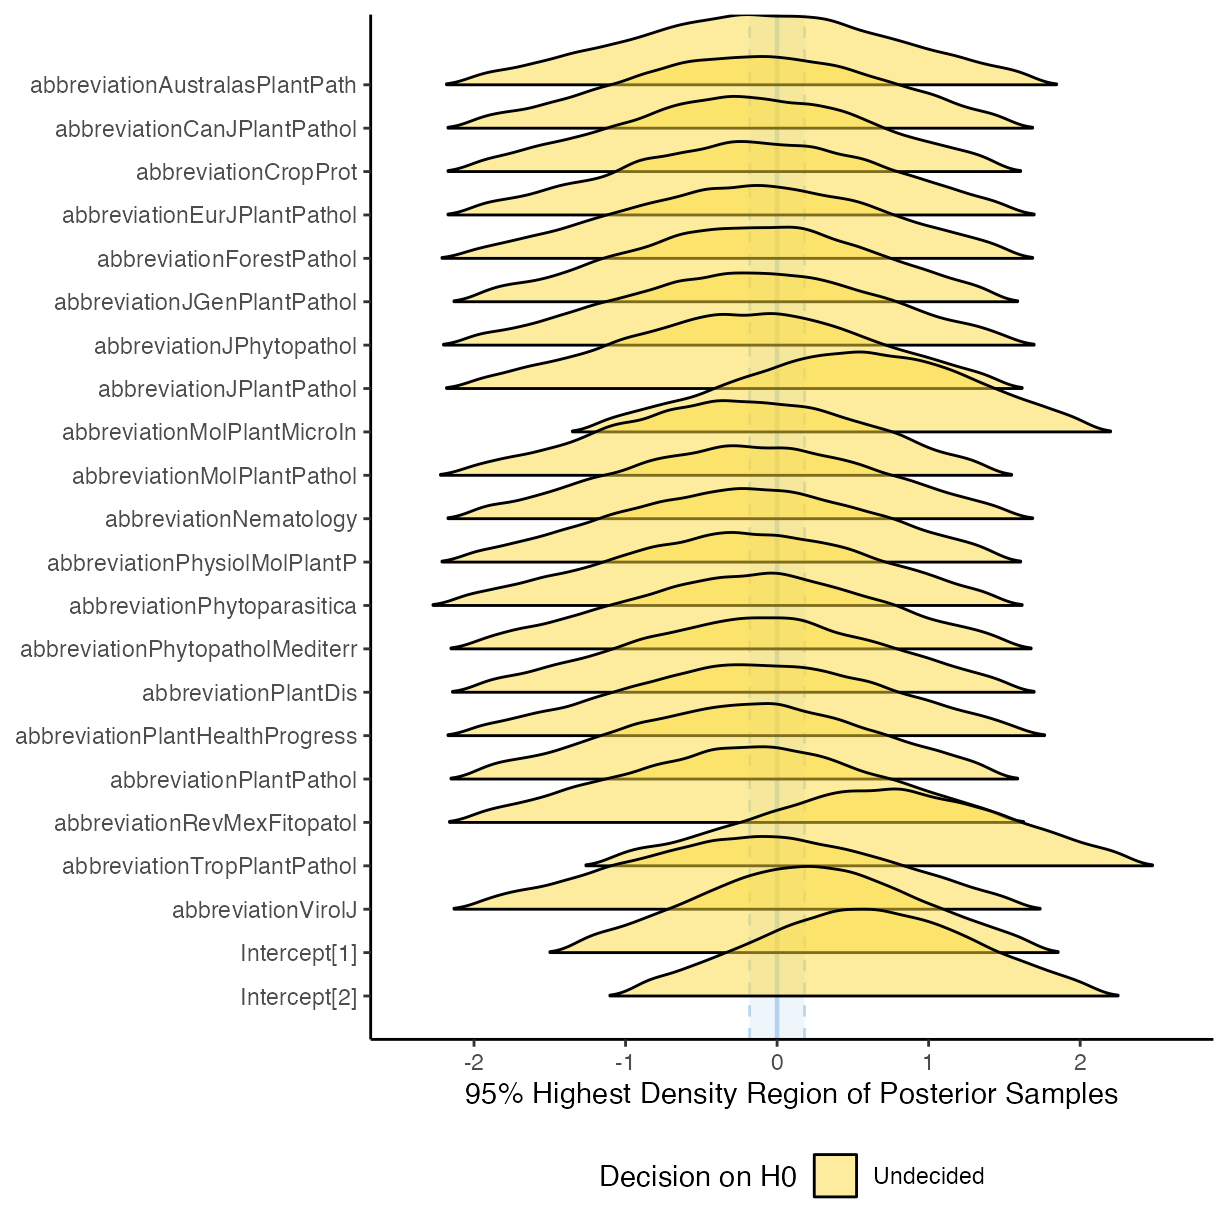 abbreviationAustralasPlantPath
abbreviationCanJPlantPathol
abbreviationCropProt
abbreviationEurJPlantPathol
abbreviationForestPathol
abbreviationJGenPlantPathol
abbreviationJPhytopathol
abbreviationJPlantPathol
abbreviationMolPlantMicroIn
abbreviationMolPlantPathol
abbreviationNematology
abbreviationPhysiolMolPlantP
abbreviationPhytoparasitica
abbreviationPhytopatholMediterr
abbreviationPlantDis
abbreviationPlantHealthProgress
abbreviationPlantPathol
abbreviationRevMexFitopatol
abbreviationTropPlantPathol
abbreviationVirolJ
Intercept[1]
Intercept[2]
-2 -1 0 1 2
95% Highest Density Region of Posterior Samples
Decision on H0 Undecided